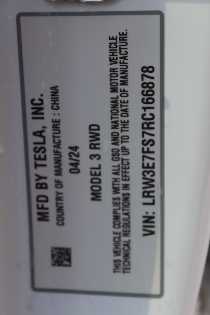 MFD BY TESLA, INC.
COUNTRY OF MANUFACTURE : CHINA
04/24
MODEL 3 RWD
THIS VEHICLE COMPLIES WITH ALL GSO AND NATIONAL MOTOR VEHICLE
TECHNICAL REGULATIONS IN EFFECT UP TO THE DATE OF MANUFACTURE.
VIN: LRW3E7FS7RC166878